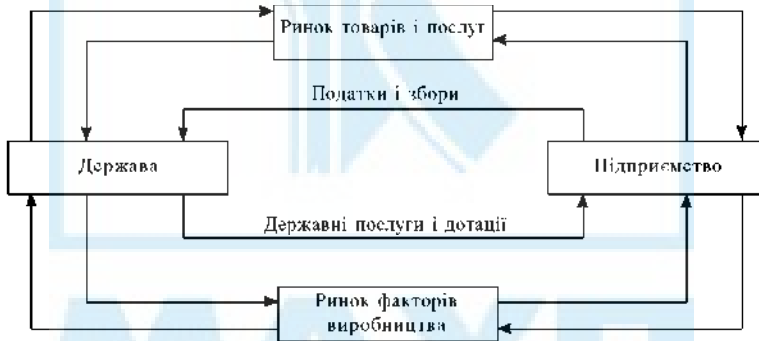 Ринок товарів і послуг
Податки і збори
Держава
Підприємство
Державні послуги і дотації
Ринок факторів
виробництва